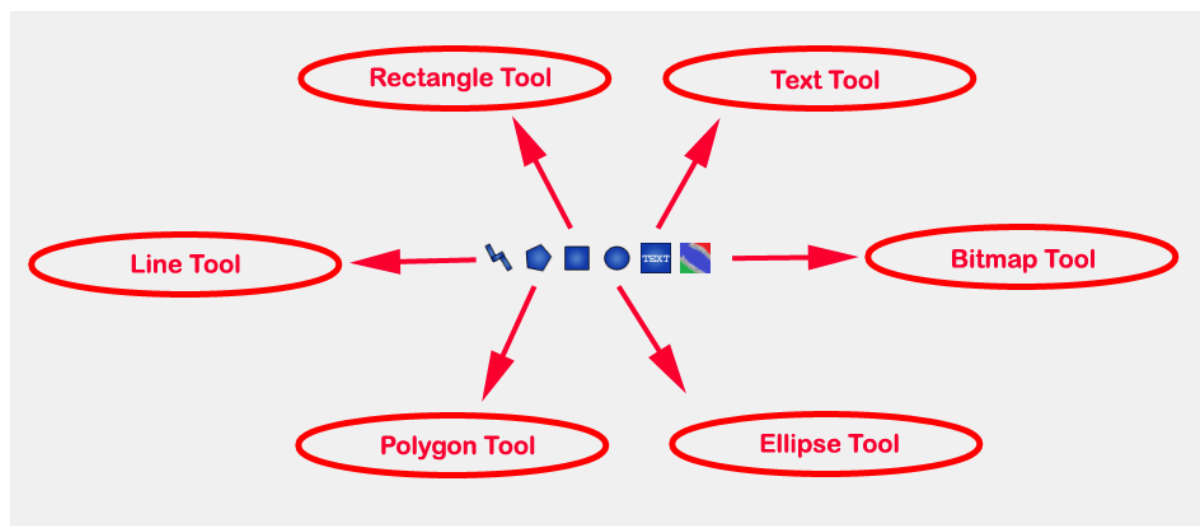 Rectangle Tool
Text Tool
Line Tool
TEXT
Bitmap Tool
Polygon Tool
Ellipse Tool